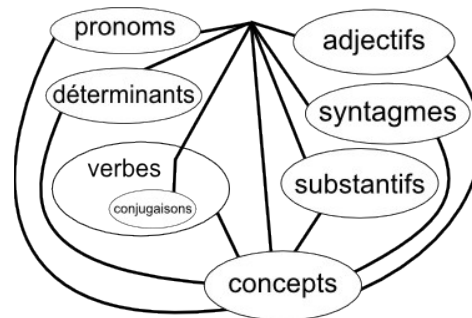 pronoms
adjectifs
déterminants
syntagmes
verbes
conjugaisons
substantifs
concepts